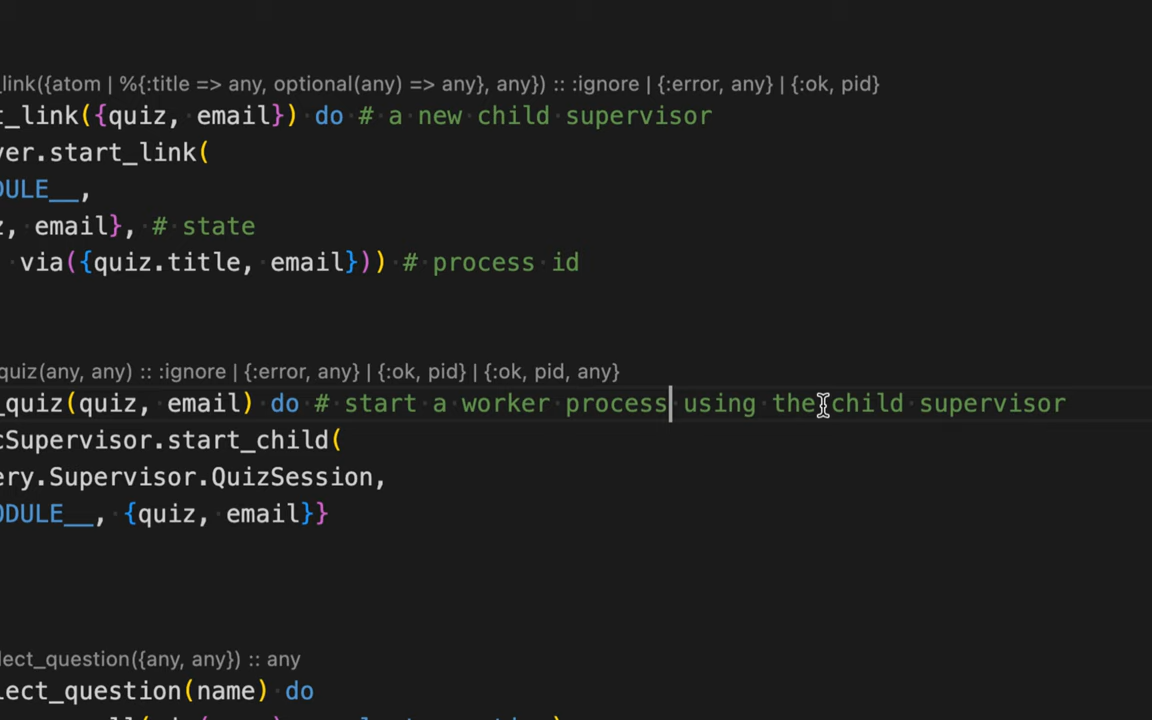 link({atom | %{:title => any, optional(any) => any}, any}) :: :ignore | {:error, any} | {:ok, pid}
t_link({quiz, email}) do # a new child supervisor
ver.start_link(
DULE__,
z, email}, # state
via({quiz.title, email})) # process id
quiz(any, any) :: :ignore | {:error, any} | {:ok, pid} | {:ok, pid, any}
_quiz(quiz, email) do # start a worker process using the child supervisor
cSupervisor.start_child(
ery.Supervisor.QuizSession,
ODULE__, {quiz, email}}
lect_question({any, any}) :: any
lect_question(name) do